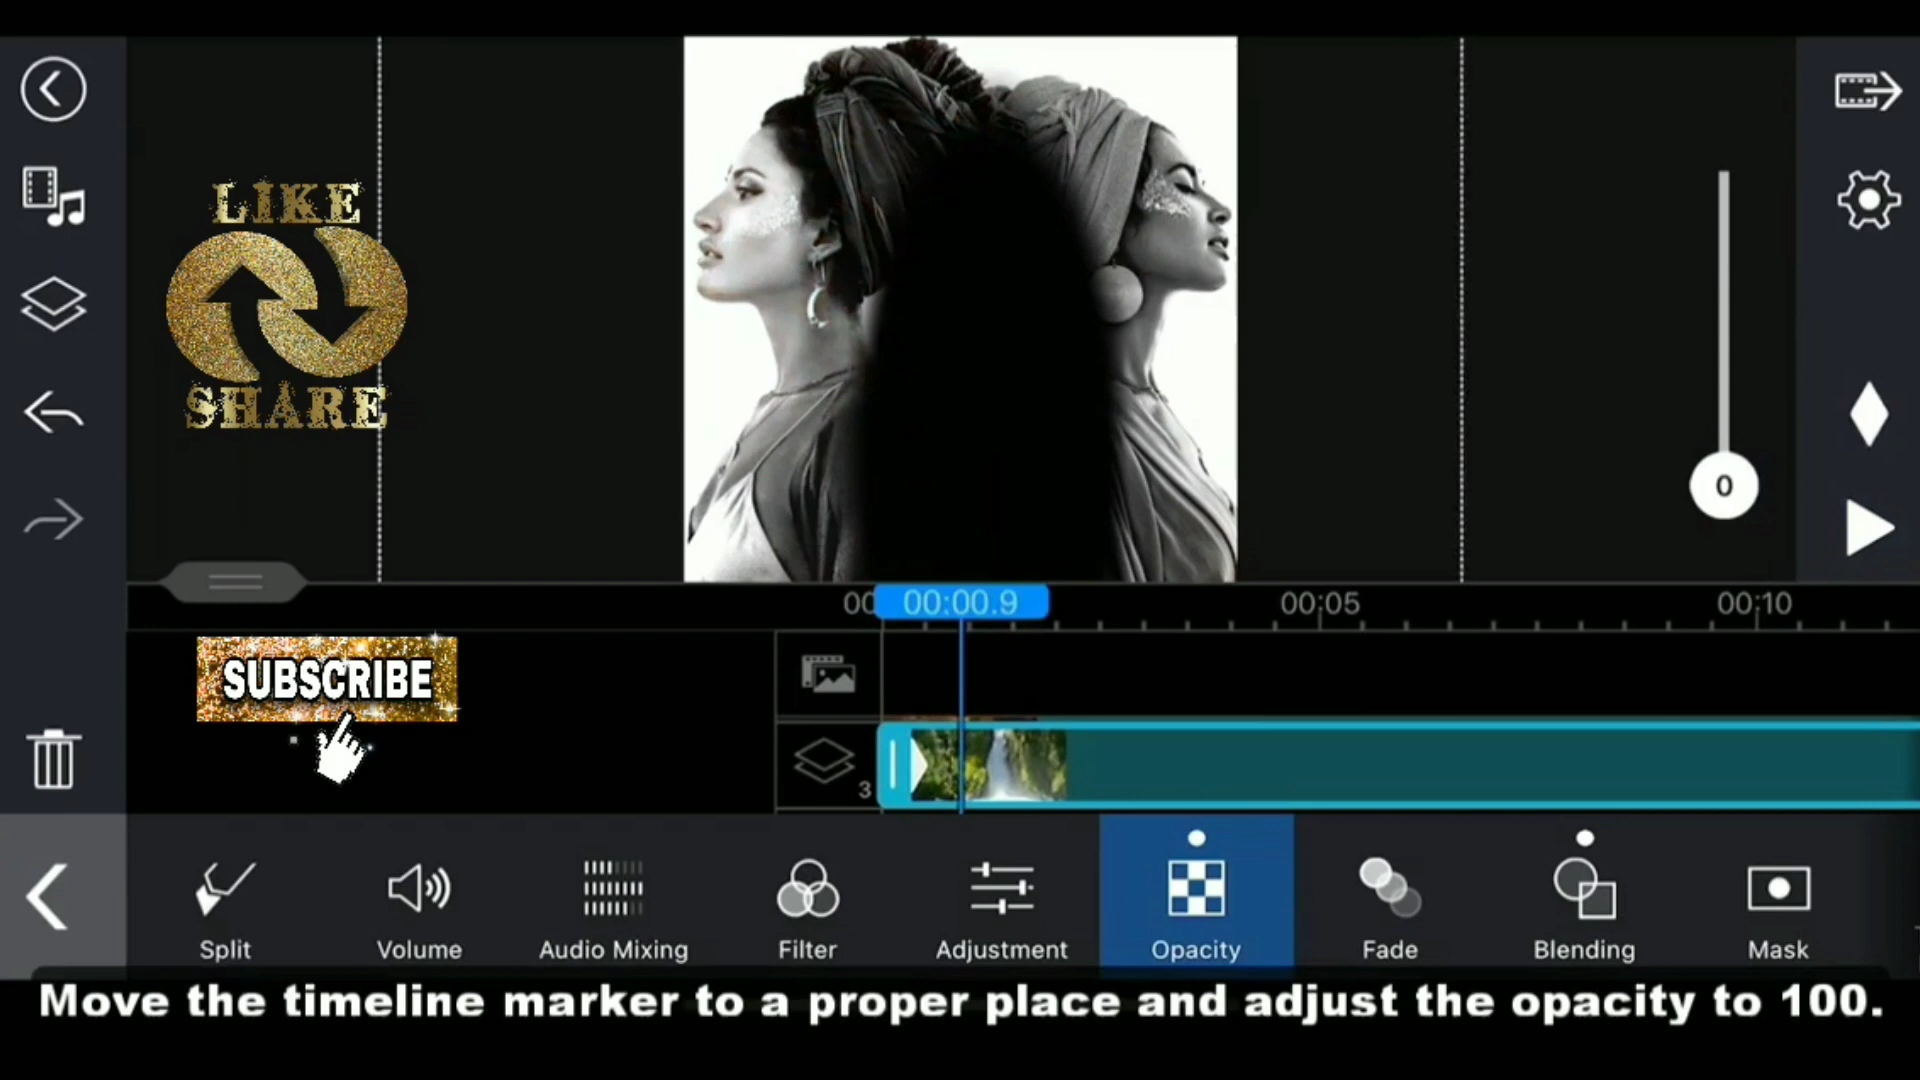 LIKE
SHARE
0
00
00:00.9
00:05
00:10
SUBSCRIBE
3
Split
Volume
Audio Mixing
Filter
Adjustment
Opacity
Fade
Blending
Mask
Move the timeline marker to a proper place and adjust the opacity to 100.